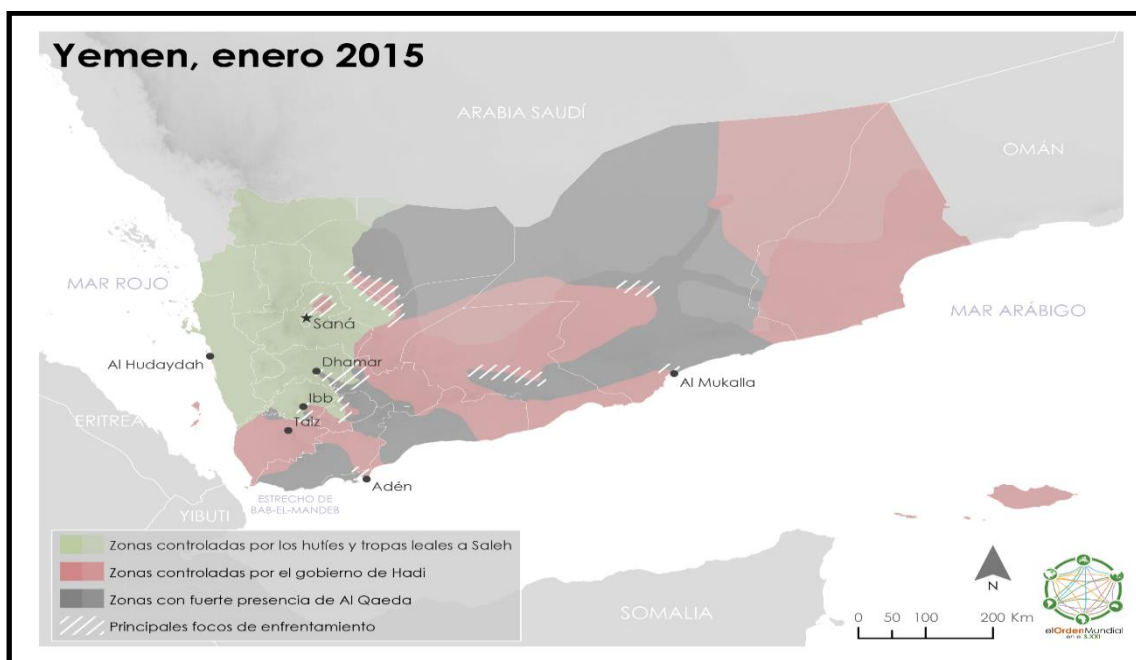 Yemen, enero 2015
ARABIA SAUDÍ
OMÁN
MAR ROJO
MAR ARÁBIGO
Saná
Al Hudaydah
Dhamar
Al Mukalla
Ibb
ERITREA
Taiz
Adén
ESTRECHO DE
BAB-EL-MANDEB
YIBUTI
Zonas controladas por los hutíes y tropas leales a Saleh
Zonas controladas por el gobierno de Hadi
Zonas con fuerte presencia de Al Qaeda
Principales focos de enfrentamiento
SOMALIA
N
0 50 100 200 Km
elOrdenMundial
en el S.XXI